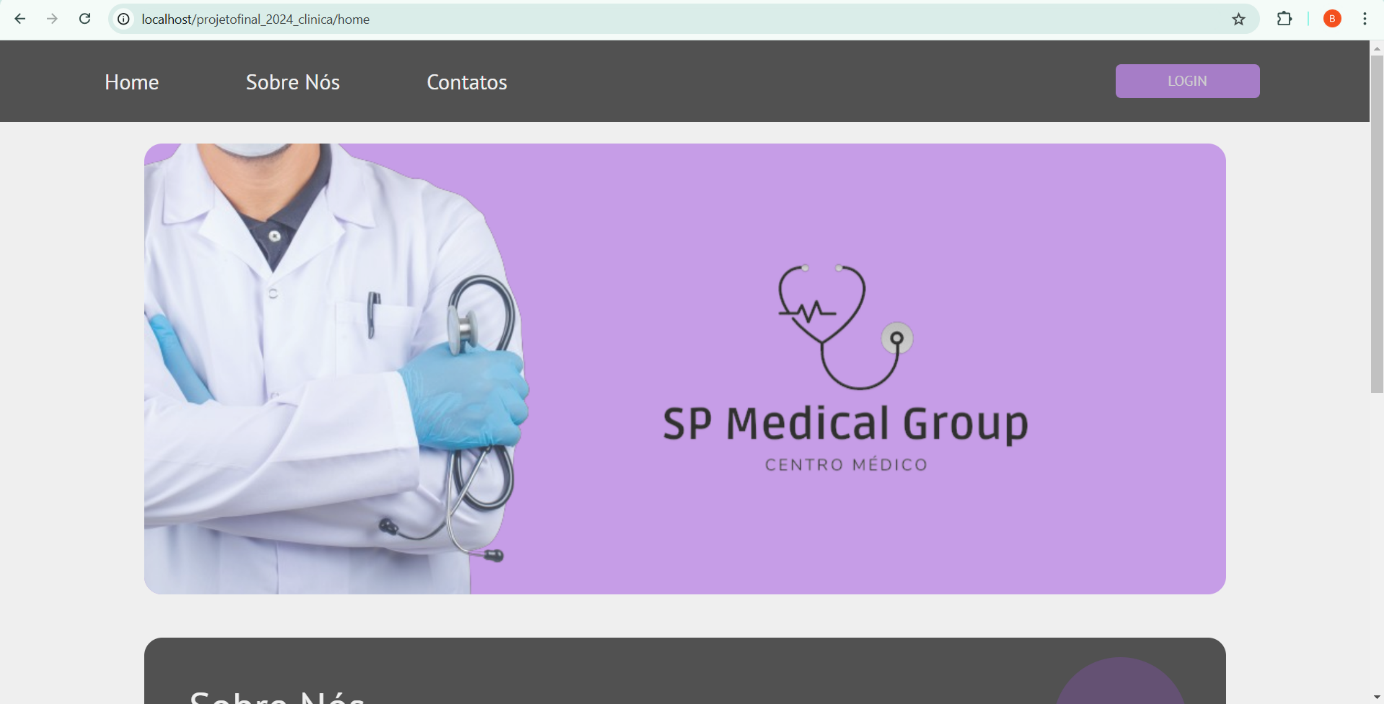 localhost/projetofinal_2024_clinica/home
B
Home
Sobre Nós
Contatos
LOGIN
SP Medical Group
CENTRO MÉDICO
Sobre Nós